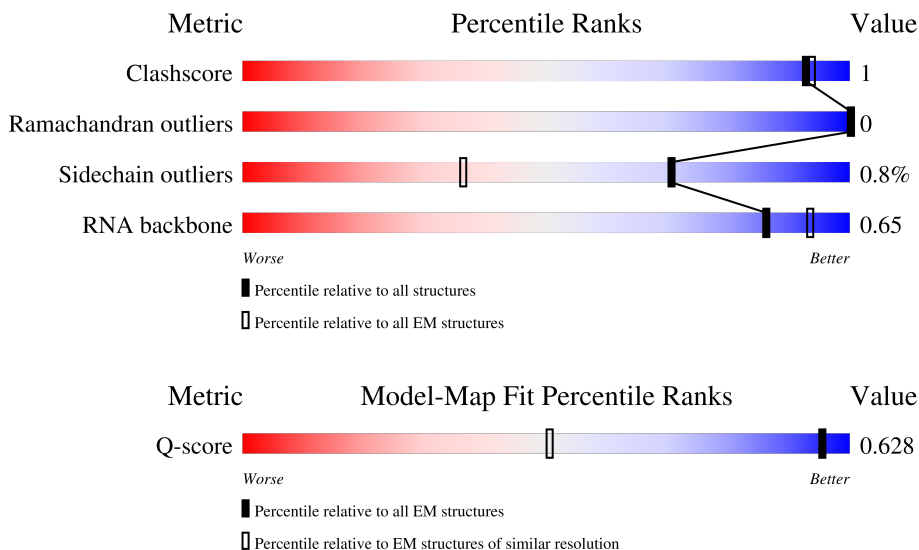 Metric Percentile Ranks Value
Clashscore 1
Ramachandran outliers 0
Sidechain outliers 0.8%
RNA backbone 0.65
Worse Better
Percentile relative to all structures
Percentile relative to all EM structures
Metric Model-Map Fit Percentile Ranks Value
Q-score 0.628
Worse Better
Percentile relative to all EM structures
Percentile relative to EM structures of similar resolution